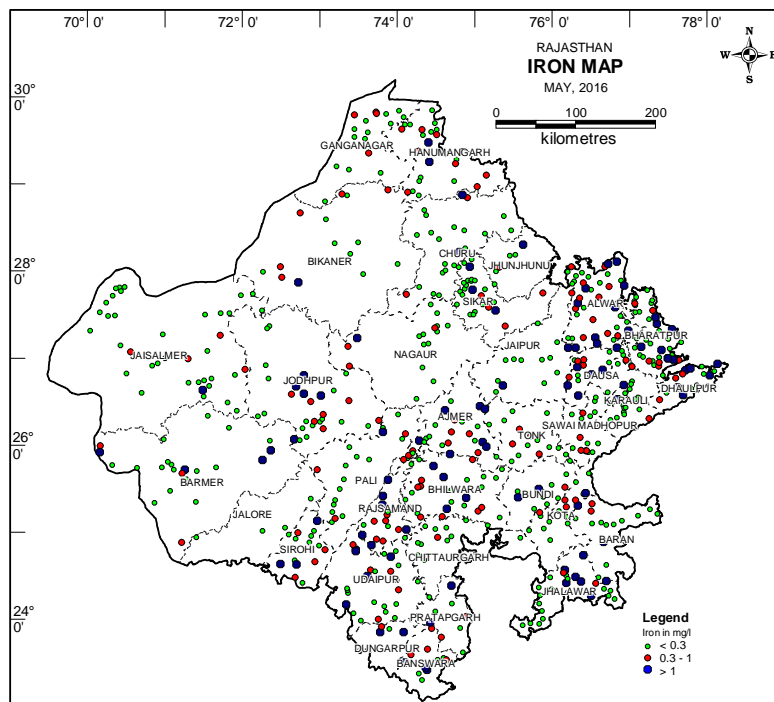 70° 0' 72° 0' 74° 0' 76° 0' 78° 0'
RAJASTHAN
IRON MAP
MAY, 2016
N
W E
S
0 100 200
kilometres
30°
0'
GANGANAGAR
HANUMANGARH
28°
0'
BIKANER
CHURU
JHUNJHUNU
SIKAR
ALWAR
JAISALMER
NAGAUR
JAIPUR
BHARATPUR
JODHPUR
DAUSA
DHAULPUR
KARAULI
26°
0'
AJMER
TONK
SAWAI MADHOPUR
BARMER
PALI
BHILWARA
BUNDI
JALORE
RAJSAMAND
KOTA
SIROHI
CHITTAURGARH
BARAN
UDAIPUR
JHALAWAR
24°
0'
PRATAPGARH
DUNGARPUR
BANSWARA
Legend
Iron in mg/l
< 0.3
0.3 - 1
> 1